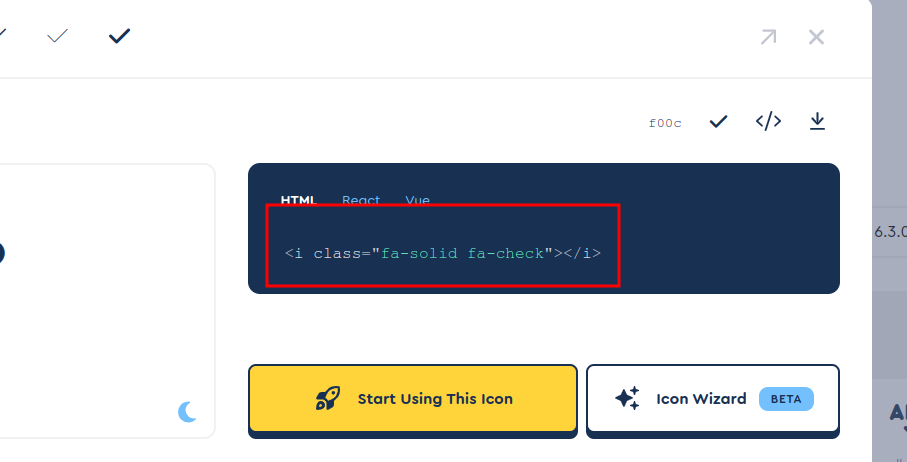 f00c
HTML React Vue
<i class="fa-solid fa-check"></i>
6.3.0
Start Using This Icon
Icon Wizard BETA